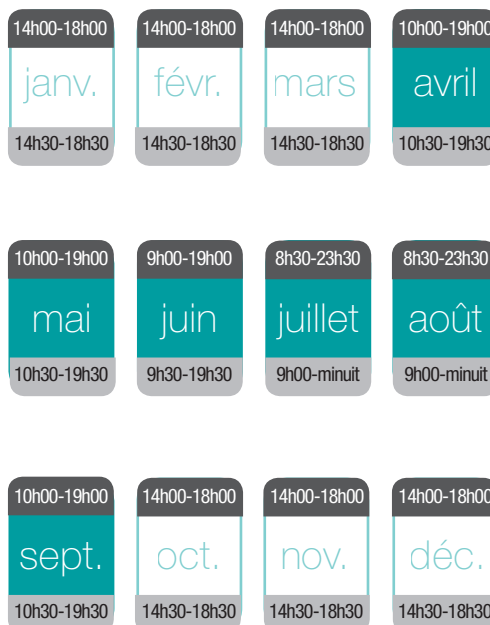 14h00-18h00 14h00-18h00 14h00-18h00 10h00-19h00
janv. févr. mars avril
14h30-18h30 14h30-18h30 14h30-18h30 10h30-19h30
10h00-19h00 9h00-19h00 8h30-23h30 8h30-23h30
mai juin juillet août
10h30-19h30 9h30-19h30 9h00-minuit 9h00-minuit
10h00-19h00 14h00-18h00 14h00-18h00 14h00-18h00
sept. oct. nov. déc.
10h30-19h30 14h30-18h30 14h30-18h30 14h30-18h30